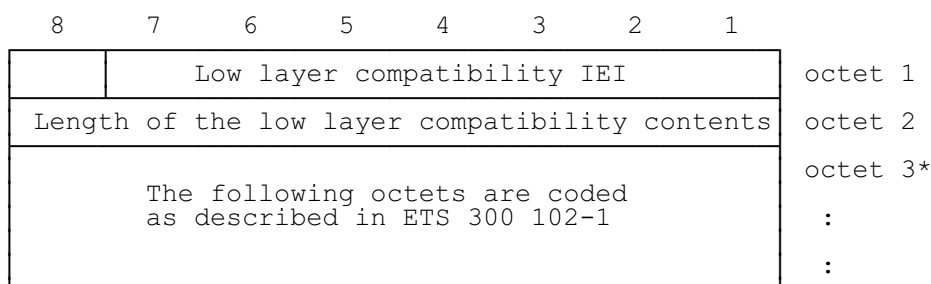 8 7 6 5 4 3 2 1
Low layer compatibility IEI octet 1
Length of the low layer compatibility contents octet 2
octet 3*
The following octets are coded
as described in ETS 300 102-1 :
: